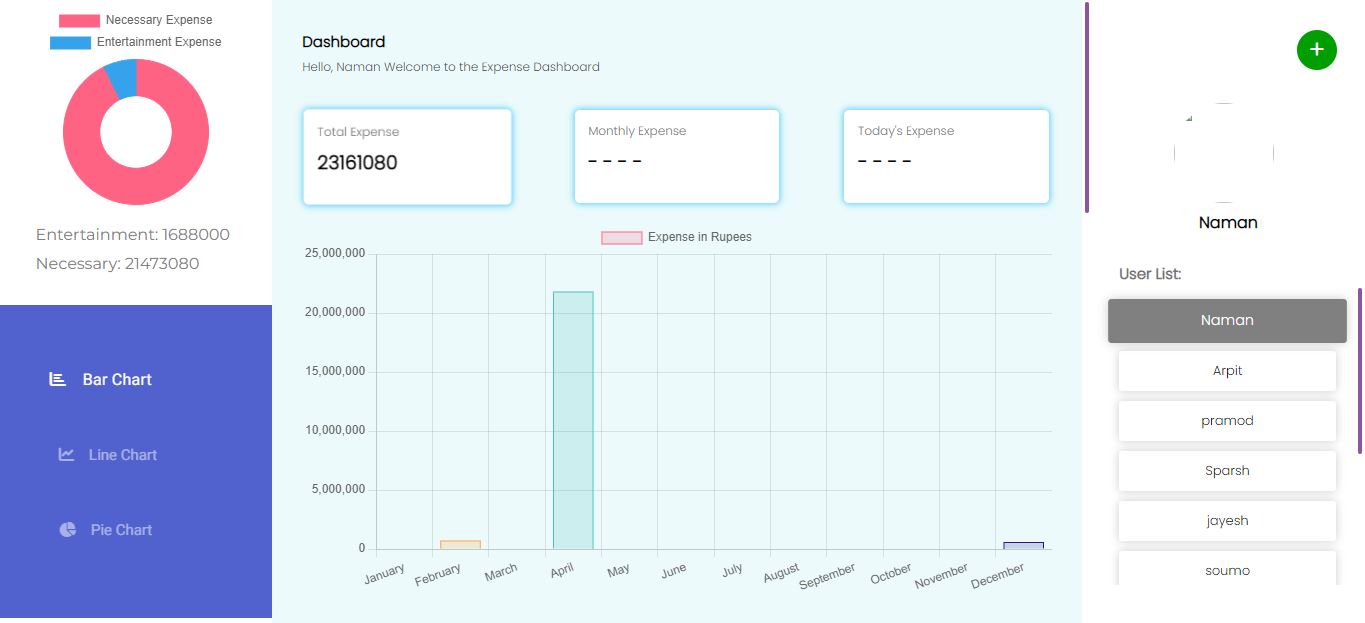 Necessary Expense
Entertainment Expense
Entertainment: 1688000
Necessary: 21473080
Bar Chart
Line Chart
Pie Chart
Dashboard
Hello, Naman Welcome to the Expense Dashboard
Total Expense
23161080
Monthly Expense
- - - -
Today's Expense
- - - -
Expense in Rupees
25,000,000
20,000,000
15,000,000
10,000,000
5,000,000
0
January February March April May June July August September October November December
+
Naman
User List:
Naman
Arpit
pramod
Sparsh
jayesh
soumo